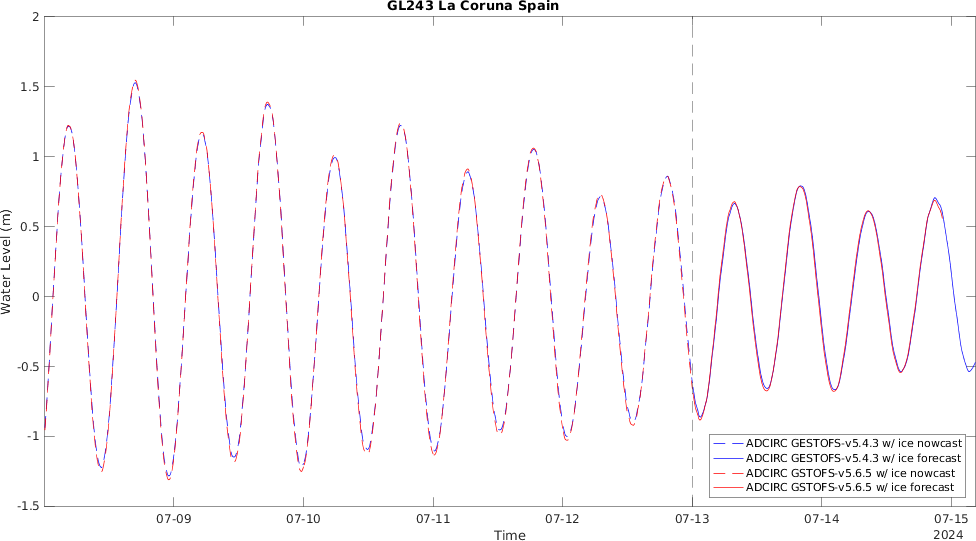 GL243 La Coruna Spain
2
1.5
1
0.5
0
-0.5
-1
-1.5
Water Level (m)
ADCIRC GESTOFS-v5.4.3 w/ ice nowcast
ADCIRC GESTOFS-v5.4.3 w/ ice forecast
ADCIRC GSTOFS-v5.6.5 w/ ice nowcast
ADCIRC GSTOFS-v5.6.5 w/ ice forecast
07-09 07-10 07-11 07-12 07-13 07-14 07-15
Time
2024